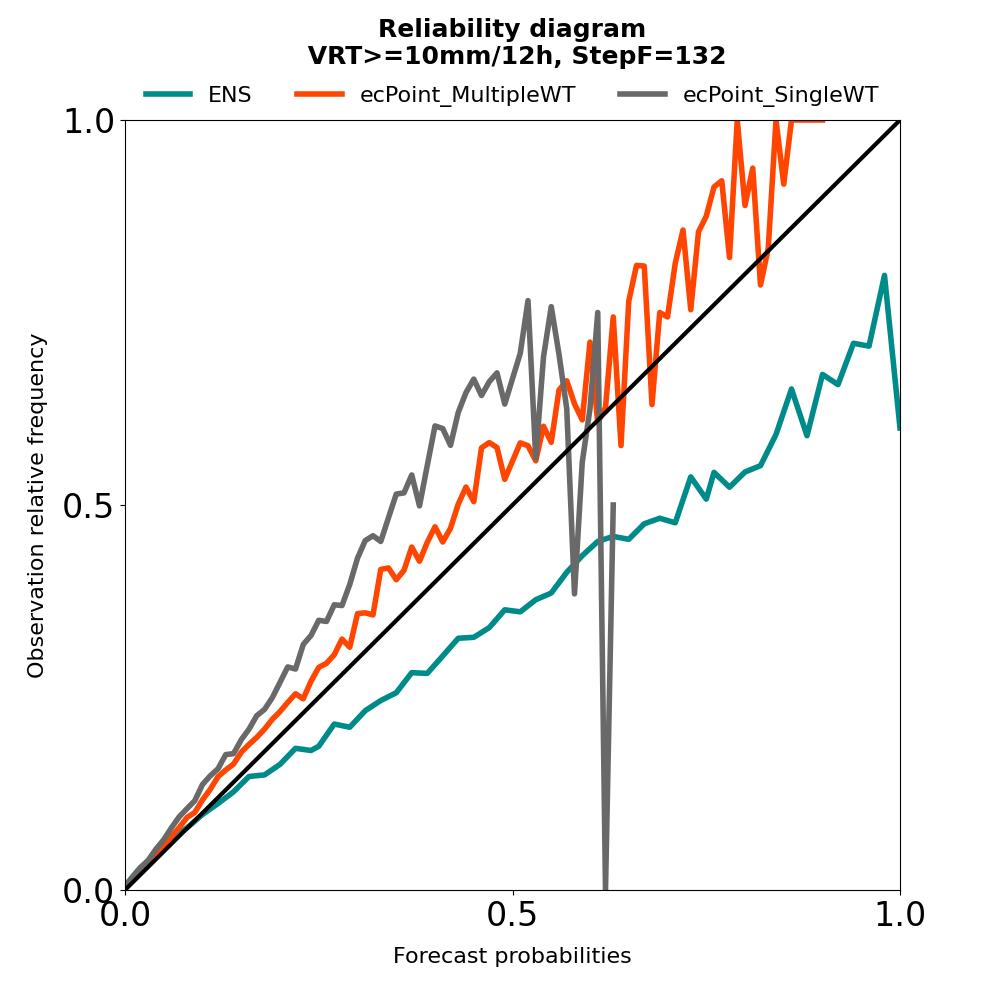 Reliability diagram
VRT>=10mm/12h, StepF=132
ENS ecPoint_MultipleWT ecPoint_SingleWT
1.0
0.5
0.0
0.0 0.5 1.0
Observation relative frequency
Forecast probabilities